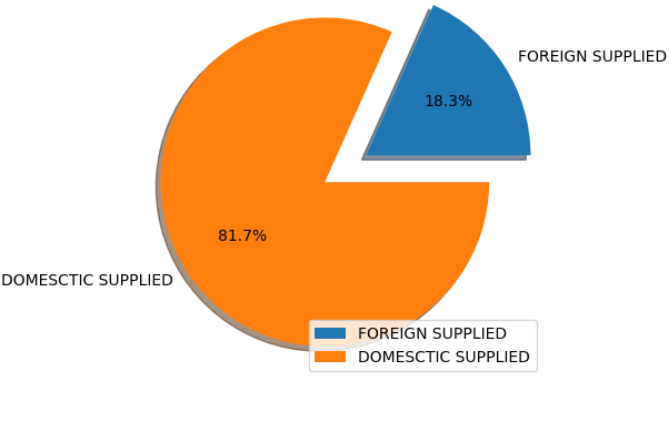 FOREIGN SUPPLIED
18.3%
81.7%
DOMESCTIC SUPPLIED
FOREIGN SUPPLIED
DOMESCTIC SUPPLIED